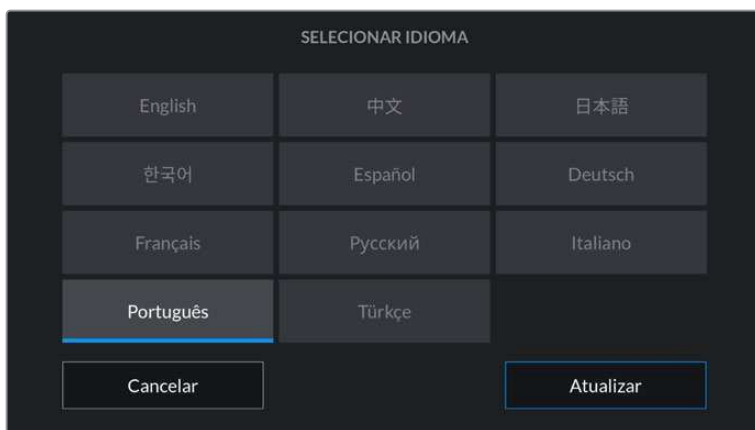 SELECIONAR IDIOMA
English 中文 日本語
한국어 Español Deutsch
Français Русский Italiano
Português Türkçe
Cancelar Atualizar